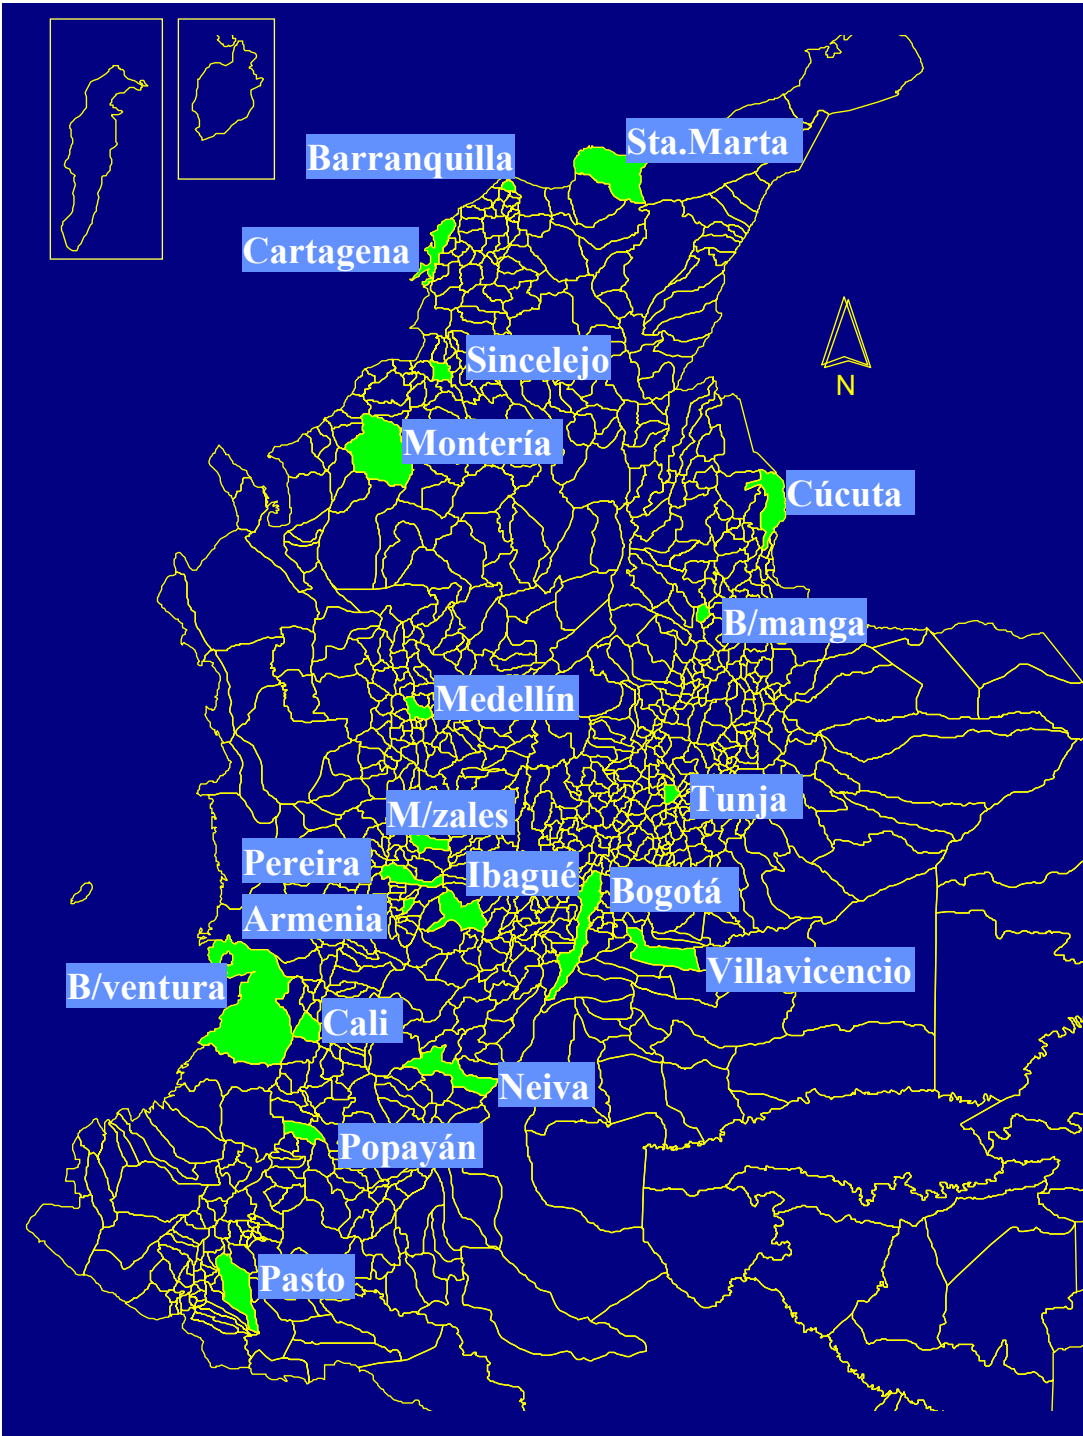 Sta.Marta
Barranquilla
Cartagena
Sincelejo
N
Montería
Cúcuta
B/manga
Medellín
Tunja
M/zales
Pereira
Ibagué
Bogotá
Armenia
Villavicencio
B/ventura
Cali
Neiva
Popayán
Pasto